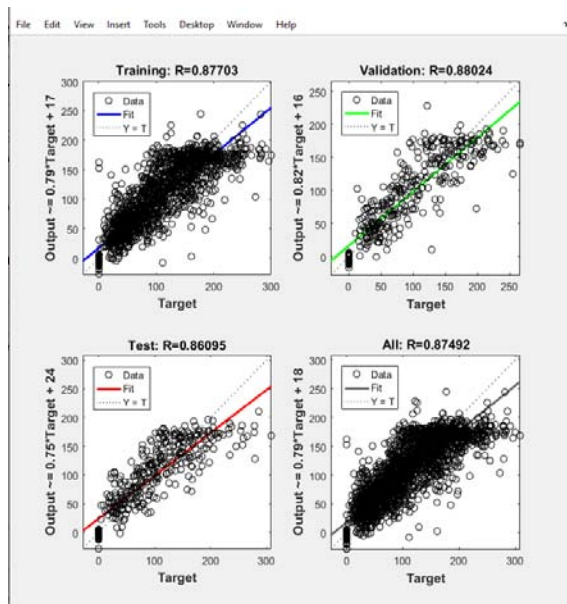 File Edit View Insert Tools Desktop Window Help
Training: R=0.87703
Output ~= 0.79*Target + 17
300
250
200
150
100
50
0
Data
Fit
Y = T
0 100 200 300
Target
Validation: R=0.88024
Output ~= 0.82*Target + 16
250
200
150
100
50
0
Data
Fit
Y = T
0 50 100 150 200 250
Target
Test: R=0.86095
Output ~= 0.75*Target + 24
300
250
200
150
100
50
0
Data
Fit
Y = T
0 100 200 300
Target
All: R=0.87492
Output ~= 0.79*Target + 18
300
250
200
150
100
50
0
Data
Fit
Y = T
0 100 200 300
Target